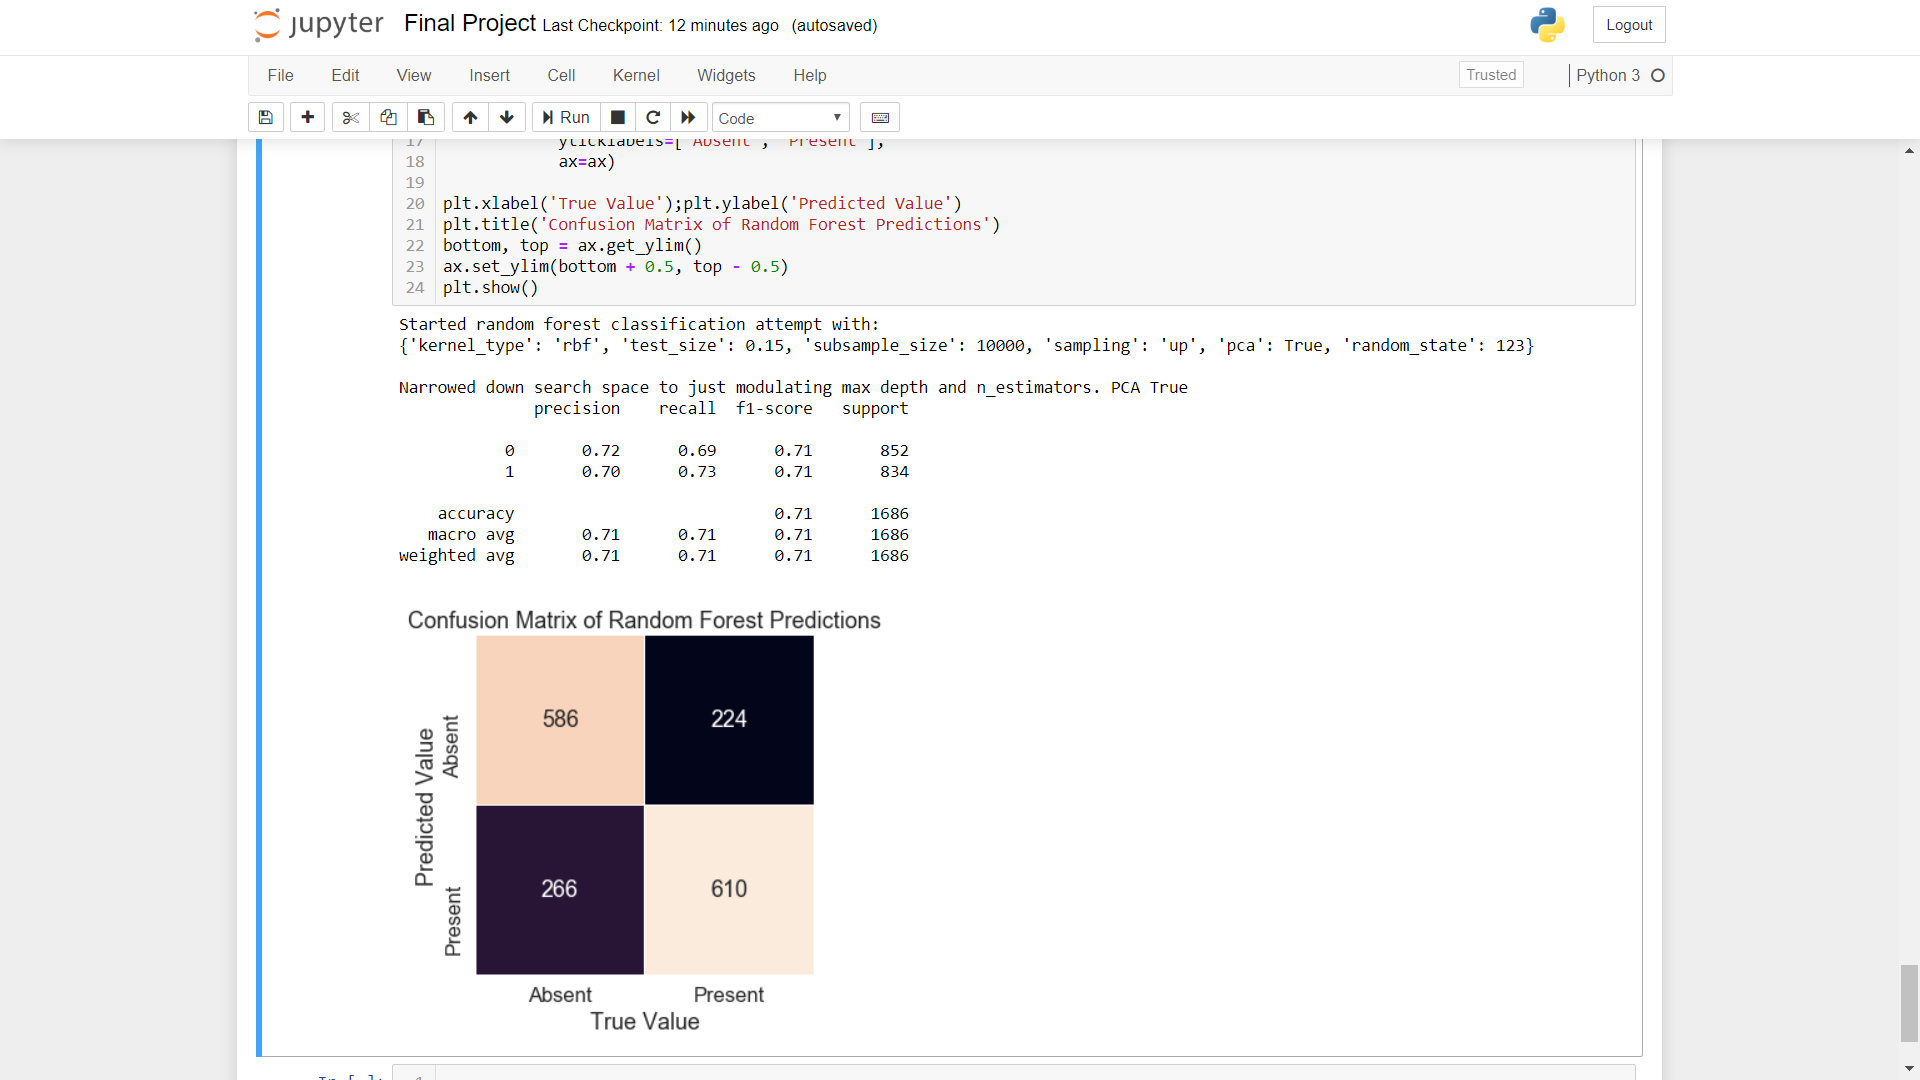 jupyter Final Project Last Checkpoint: 12 minutes ago (autosaved)
Logout
File Edit View Insert Cell Kernel Widgets Help
Trusted
Python 3
Run
Code
17 yticklabels=['Absent', 'Present'],
18 ax=ax)
19
20 plt.xlabel('True Value');plt.ylabel('Predicted Value')
21 plt.title('Confusion Matrix of Random Forest Predictions')
22 bottom, top = ax.get_ylim()
23 ax.set_ylim(bottom + 0.5, top - 0.5)
24 plt.show()
Started random forest classification attempt with:
{'kernel_type': 'rbf', 'test_size': 0.15, 'subsample_size': 10000, 'sampling': 'up', 'pca': True, 'random_state': 123}
Narrowed down search space to just modulating max depth and n_estimators. PCA True
precision recall f1-score support
0 0.72 0.69 0.71 852
1 0.70 0.73 0.71 834
accuracy 0.71 1686
macro avg 0.71 0.71 0.71 1686
weighted avg 0.71 0.71 0.71 1686
Confusion Matrix of Random Forest Predictions
Predicted Value
Absent
586 224
Present
266 610
Absent Present
True Value
In [ ]: 1